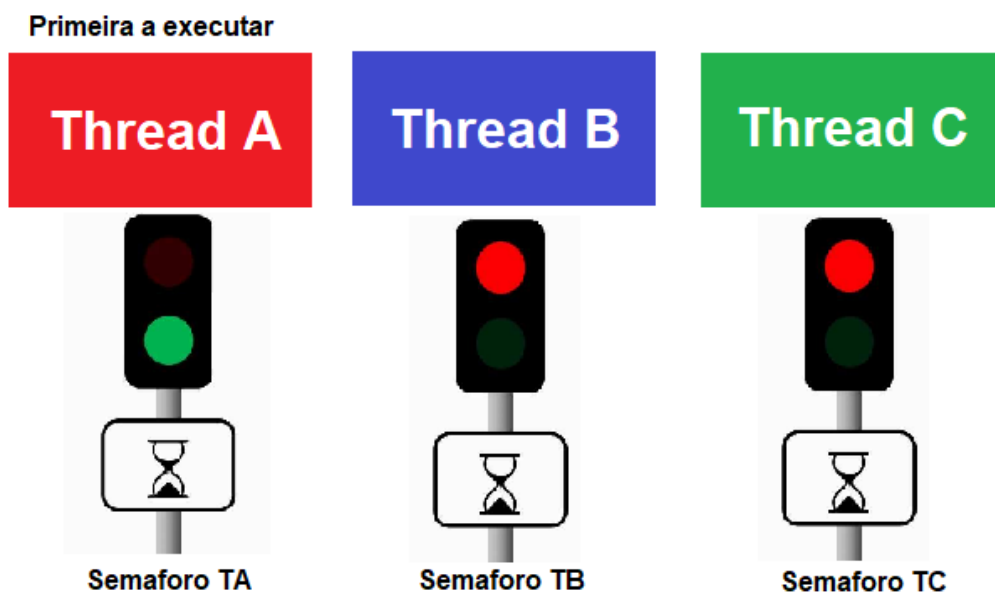 Primeira a executar
Thread A
Thread B
Thread C
Semaforo TA
Semaforo TB
Semaforo TC